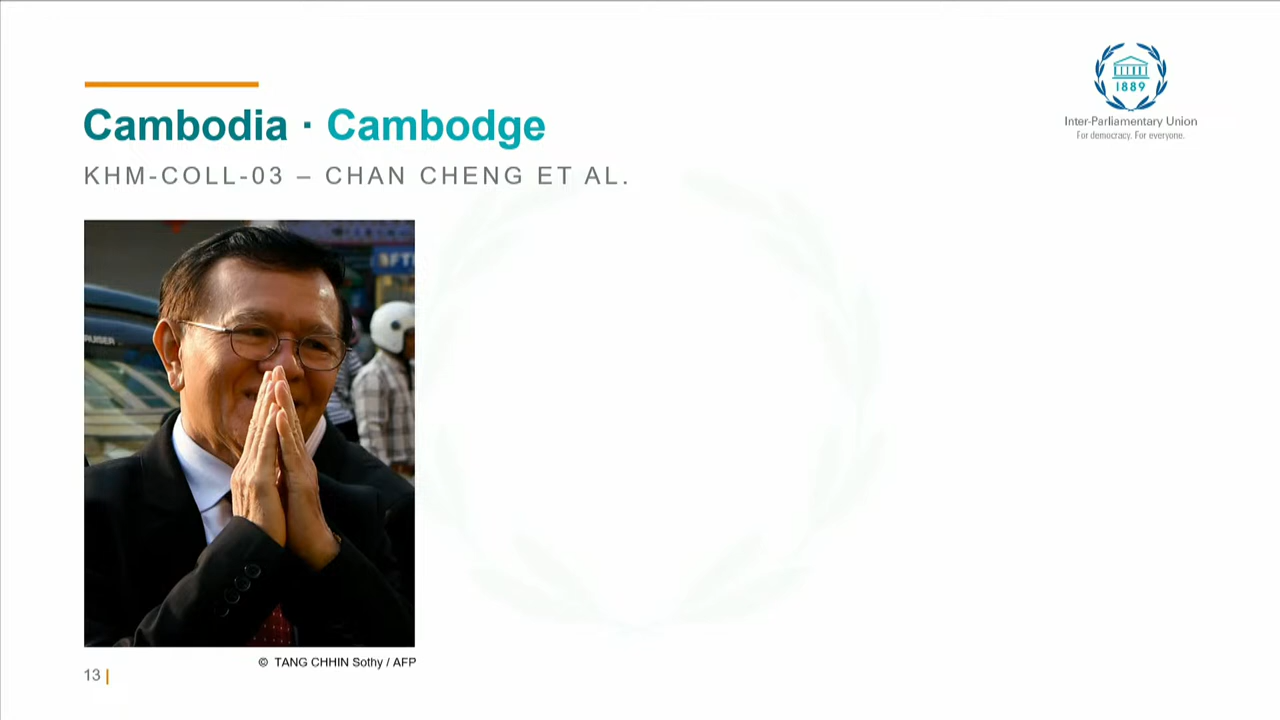 1889
Inter-Parliamentary Union
For democracy. For everyone.
Cambodia · Cambodge
KHM-COLL-03 – CHAN CHENG ET AL.
© TANG CHHIN Sothy / AFP
13 |